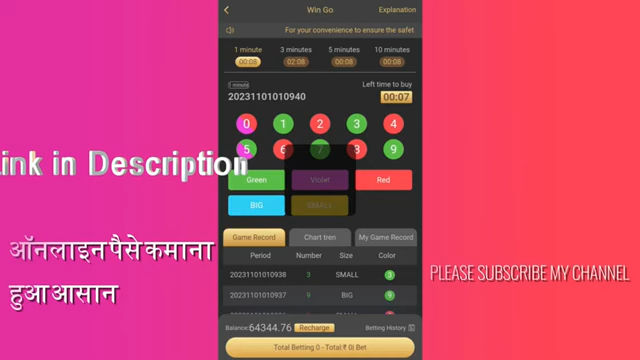 Win Go
Explanation
For your convenience to ensure the safet
1 minute 3 minutes 5 minutes 10 minutes
00:08 02:08 00:08 00:08
1 minute
Left time to buy
20231101010940
00:07
0 1 2 3 4
5 6 7 8 9
Green Violet Red
BIG SMALL
Link in Description
ऑनलाइन पैसे कमाना
हुआ आसान
PLEASE SUBSCRIBE MY CHANNEL
Game Record Chart tren My Game Record
Period Number Size Color
20231101010938 3 SMALL 3
20231101010937 9 BIG 9
Balance:64344.76 Recharge Betting History
Total Betting 0 - Total:₹ 0| Bet